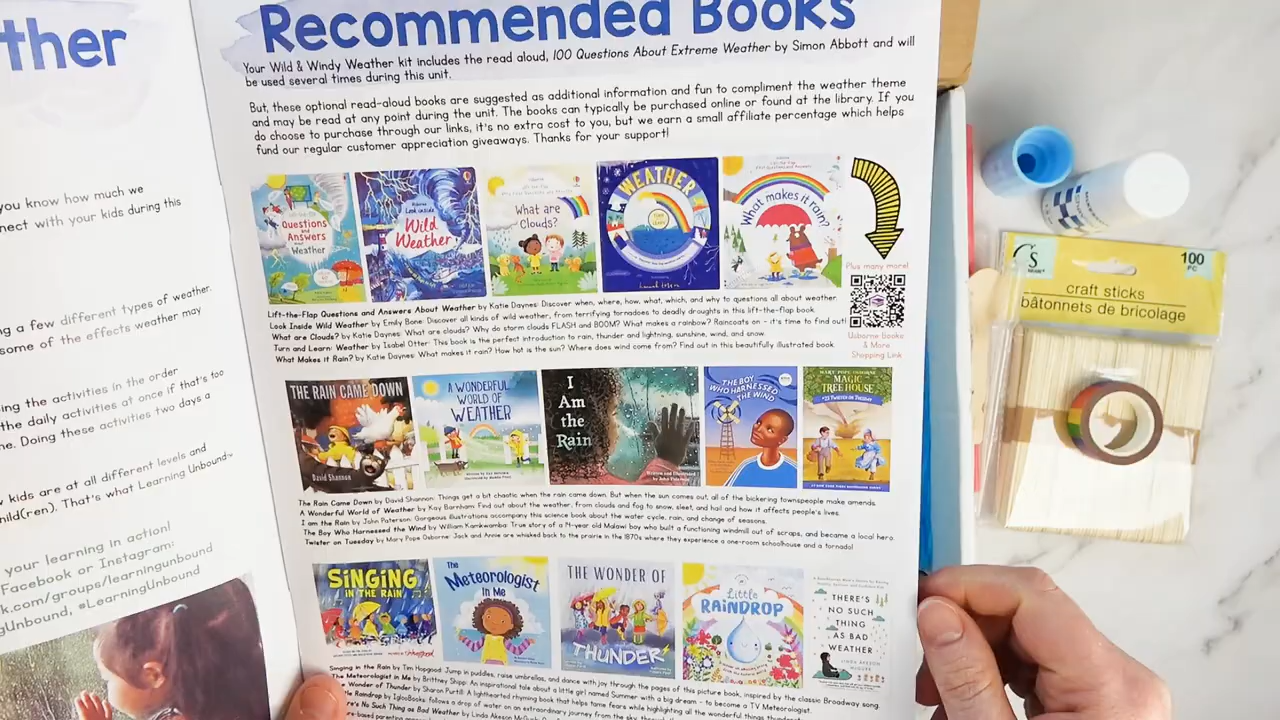 ther
you know how much we
nnect with your kids during this
ng a few different types of weather.
some of the effects weather may
ing the activities in the order
the daily activities at once if that's too
ne. Doing these activities two days a
y kids are at all different levels and
hild(ren). That's what Learning Unbound™
your learning in action!
Facebook or Instagram:
k.com/groups/learningunbound
gUnbound, #LearningUnbound
Recommended Books
Your Wild & Windy Weather kit includes the read aloud, 100 Questions About Extreme Weather by Simon Abbott and will
be used several times during this unit.
But, these optional read-aloud books are suggested as additional information and fun to compliment the weather theme
and may be read at any point during the unit. The books can typically be purchased online or found at the library. If you
do choose to purchase through our links, it's no extra cost to you, but we earn a small affiliate percentage which helps
fund our regular customer appreciation giveaways. Thanks for your support!
Questions
and Answers
Weather
Look inside
Wild
Weather
What are
Clouds?
WEATHER
What makes it rain?
Plus many more!
Usborne Books
& More
Shopping Link
Lift-the-Flap Questions and Answers About Weather by Katie Daynes: Discover when, where, how, what, which, and why to questions all about weather.
Look Inside Wild Weather by Emily Bone: Discover all kinds of wild weather, from terrifying tornadoes to deadly droughts in this lift-the-flap book.
What are Clouds? by Katie Daynes: What are clouds? Why do storm clouds FLASH and BOOM? What makes a rainbow? Raincoats on - it's time to find out!
Turn and Learn: Weather by Isabel Otter: This book is the perfect introduction to rain, thunder and lightning, sunshine, wind, and snow.
What Makes It Rain? by Katie Daynes: What makes it rain? How hot is the sun? Where does wind come from? Find out in this beautifully illustrated book.
THE RAIN CAME DOWN
David Shannon
A WONDERFUL
WORLD OF
WEATHER
I
Am
the
Rain
THE BOY
WHO HARNESSED
THE WIND
MARY POPE OSBORNE
MAGIC
TREE HOUSE
#23 TWISTER ON TUESDAY
The Rain Came Down by David Shannon: Things get a bit chaotic when the rain came down. But when the sun comes out, all of the bickering townspeople make amends.
A Wonderful World of Weather by Kay Barnham: Find out about the weather, from clouds and fog to snow, sleet, and hail and how it affects people's lives.
I am the Rain by John Paterson: Gorgeous illustrations accompany this science book about the water cycle, rain, and change of seasons.
The Boy Who Harnessed the Wind by William Kamkwamba: True story of a 14-year old Malawi boy who built a functioning windmill out of scraps, and became a local hero.
Twister on Tuesday by Mary Pope Osborne: Jack and Annie are whisked back to the prairie in the 1870s where they experience a one-room schoolhouse and a tornado!
SINGING
IN THE RAIN
The
Meteorologist
in Me
THE WONDER OF
THUNDER
Little
RAINDROP
THERE'S
NO SUCH
THING
AS BAD
WEATHER
LINDA ÅKESON
MCGURK
Singing in the Rain by Tim Hopgood: Jump in puddles, raise umbrellas, and dance with joy through the pages of this picture book, inspired by the classic Broadway song.
The Meteorologist in Me by Brittney Shipp: An inspirational tale about a little girl named Summer with a big dream - to become a TV Meteorologist.
Wonder of Thunder by Sharon Purtill: A lighthearted rhyming book that helps tame fears while highlighting all the wonderful things thunder
Raindrop by IglooBooks: follows a drop of water on an extraordinary journey from the sky, through
No Such Thing as Bad Weather by Linda Akeson McGurk
CS
100
PC
craft sticks
bâtonnets de bricolage